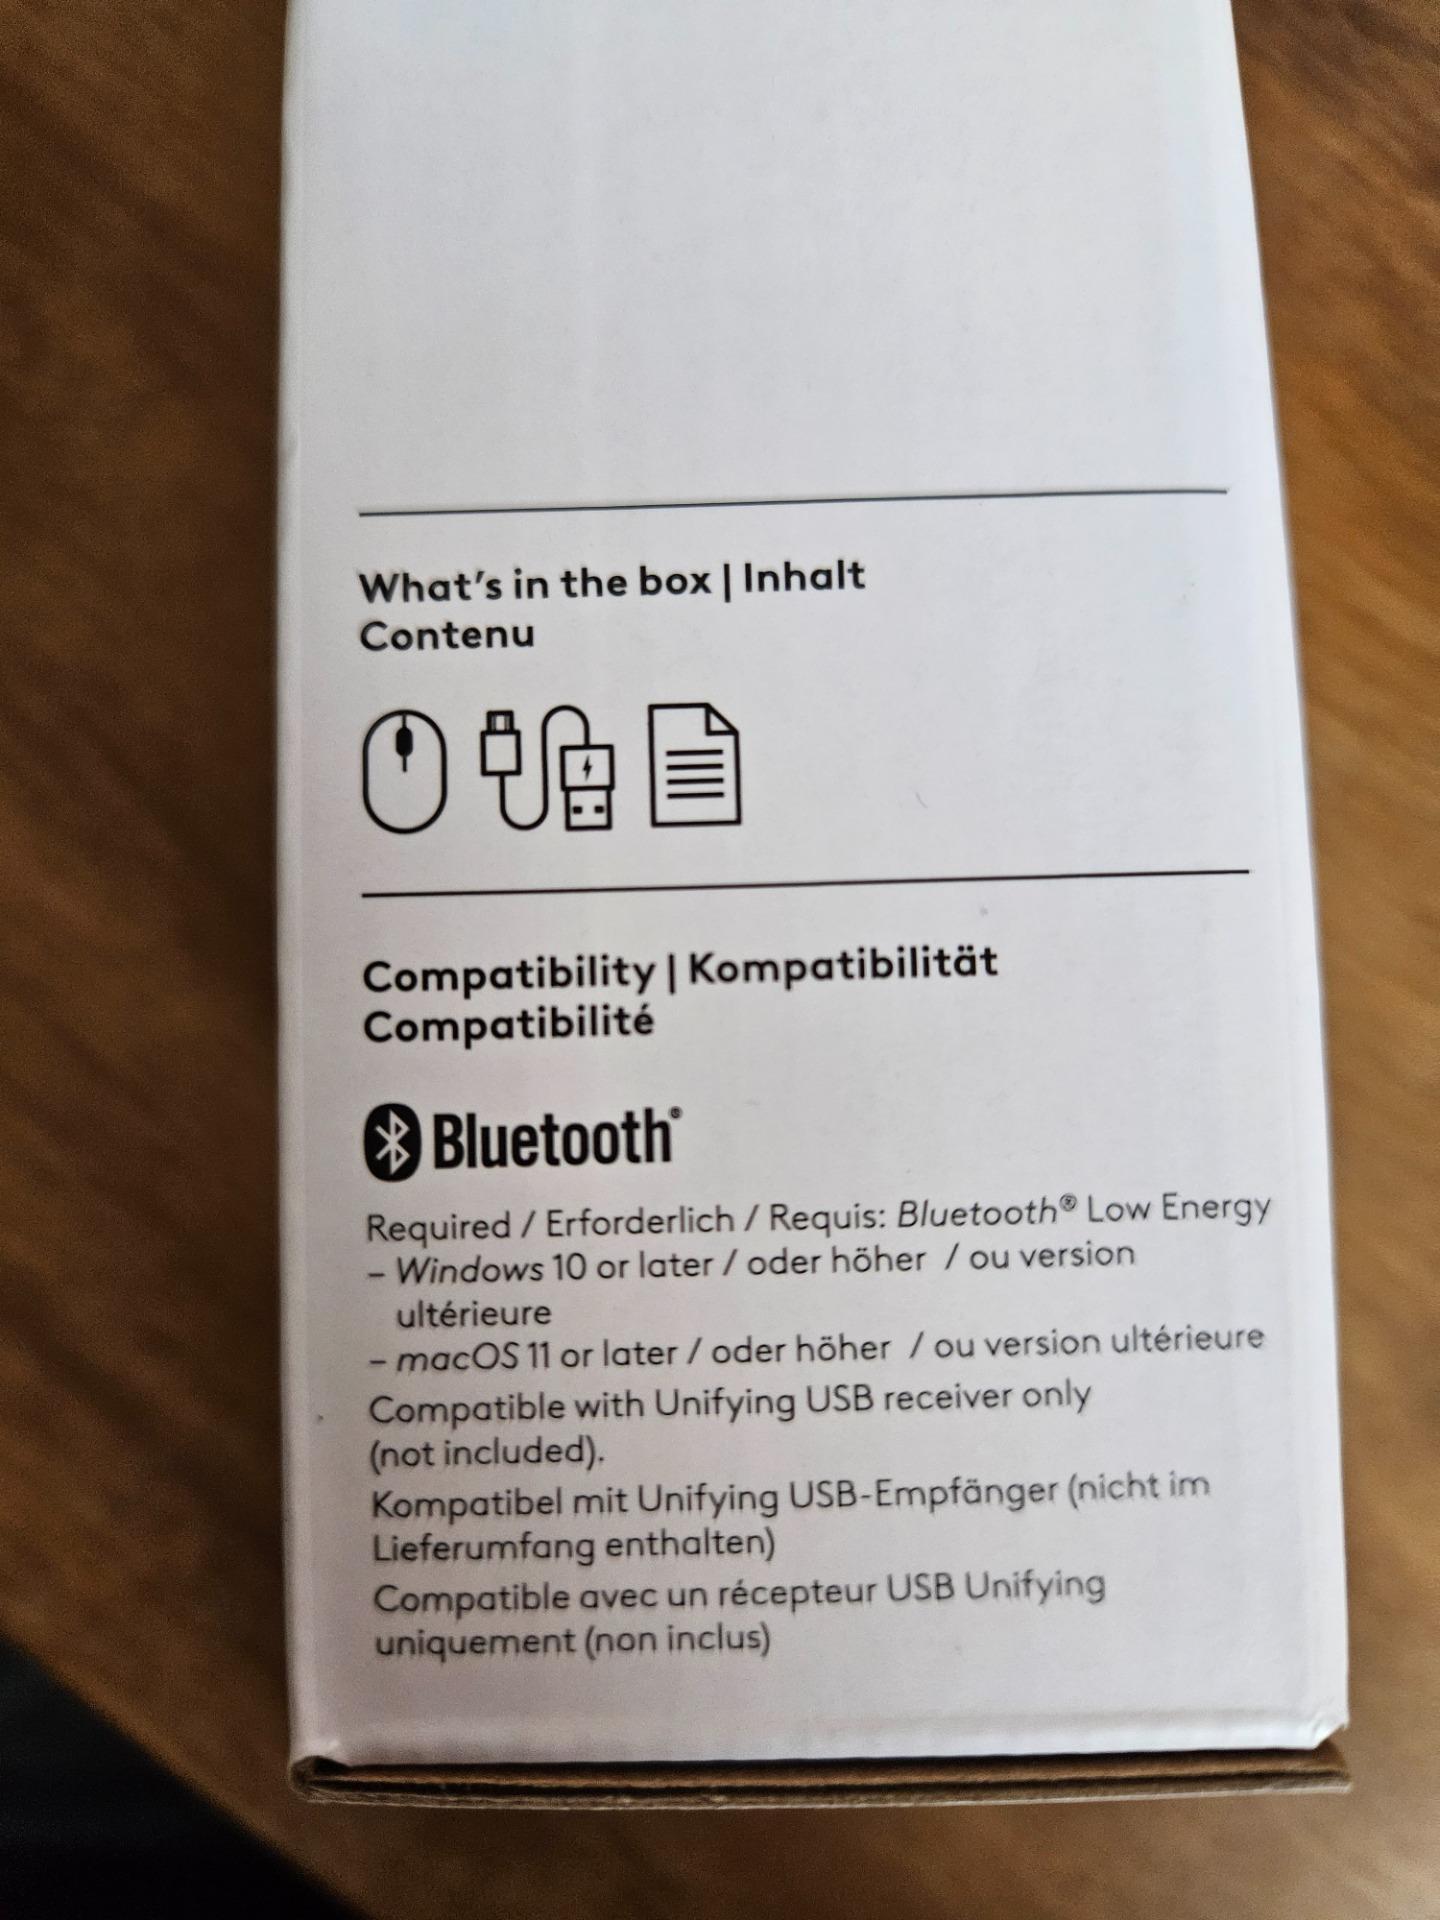 What's in the box | Inhalt
Contenu
Compatibility | Kompatibilität
Compatibilité
Bluetooth®
Required / Erforderlich / Requis: Bluetooth® Low Energy
– Windows 10 or later / oder höher / ou version
ultérieure
– macOS 11 or later / oder höher / ou version ultérieure
Compatible with Unifying USB receiver only
(not included).
Kompatibel mit Unifying USB-Empfänger (nicht im
Lieferumfang enthalten)
Compatible avec un récepteur USB Unifying
uniquement (non inclus)